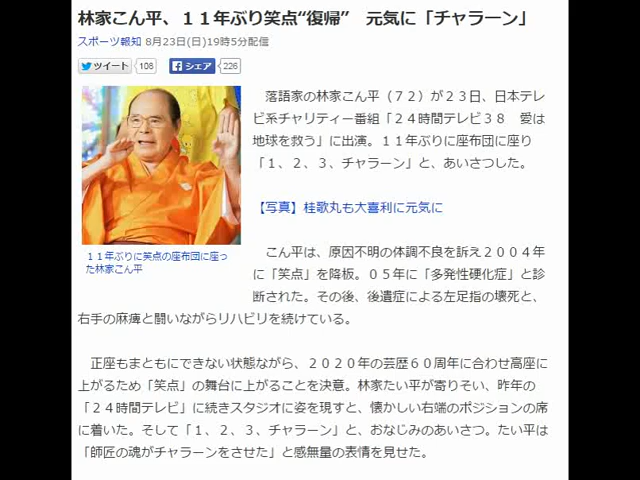 林家こん平、１１年ぶり笑点“復帰”　元気に「チャラーン」
スポーツ報知 8月23日(日)19時5分配信
ツイート 108 シェア 226
落語家の林家こん平（７２）が２３日、日本テレ
ビ系チャリティー番組「２４時間テレビ３８　愛は
地球を救う」に出演。１１年ぶりに座布団に座り
「１、２、３、チャラーン」と、あいさつした。
【写真】桂歌丸も大喜利に元気に
１１年ぶりに笑点の座布団に座っ
た林家こん平
こん平は、原因不明の体調不良を訴え２００４年
に「笑点」を降板。０５年に「多発性硬化症」と診
断された。その後、後遺症による左足指の壊死と、
右手の麻痺と闘いながらリハビリを続けている。
正座もまともにできない状態ながら、２０２０年の芸歴６０周年に合わせ高座に
上がるため「笑点」の舞台に上がることを決意。林家たい平が寄りそい、昨年の
「２４時間テレビ」に続きスタジオに姿を現すと、懐かしい右端のポジションの席
に着いた。そして「１、２、３、チャラーン」と、おなじみのあいさつ。たい平は
「師匠の魂がチャラーンをさせた」と感無量の表情を見せた。